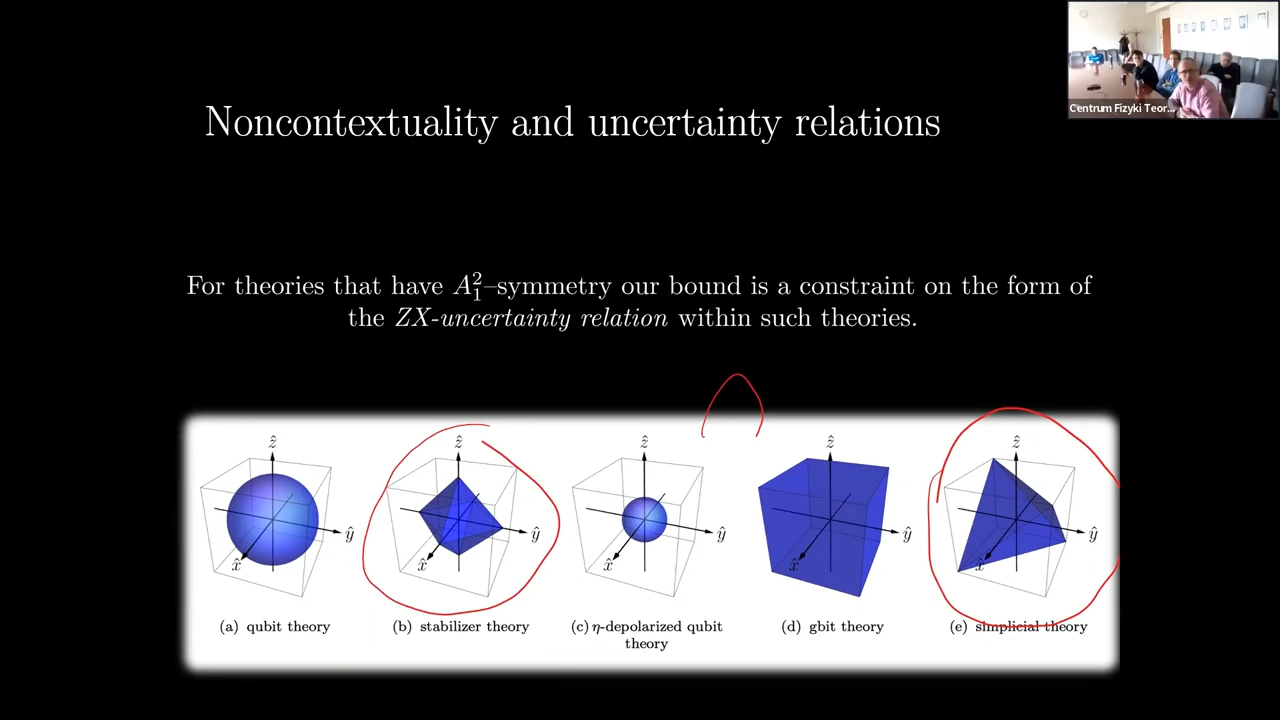 Centrum Fizyki Teor...
Noncontextuality and uncertainty relations
For theories that have A₁²–symmetry our bound is a constraint on the form of
the ZX-uncertainty relation within such theories.
ẑ ẑ ẑ ẑ ẑ
ŷ ŷ ŷ ŷ ŷ
x̂ x̂ x̂ x̂ x̂
(a) qubit theory
(b) stabilizer theory
(c) η-depolarized qubit
theory
(d) gbit theory
(e) simplicial theory